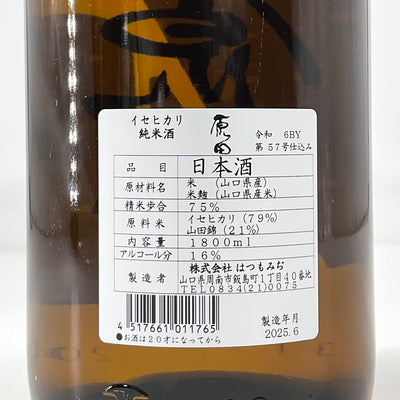 イセヒカリ
純米酒
原田
令和 6BY
第57号仕込み
品目 日本酒
原材料名 米 (山口県産)
米麹 (山口県産米)
精米歩合 75%
原料米 イセヒカリ(79%)
山田錦(21%)
内容量 1800ml
アルコール分 16%
製造者 株式会社 はつもみぢ
山口県周南市飯島町1丁目40番地
TEL0834(21)0075
4517661011765
●お酒は20才になってから
製造年月
2025.6